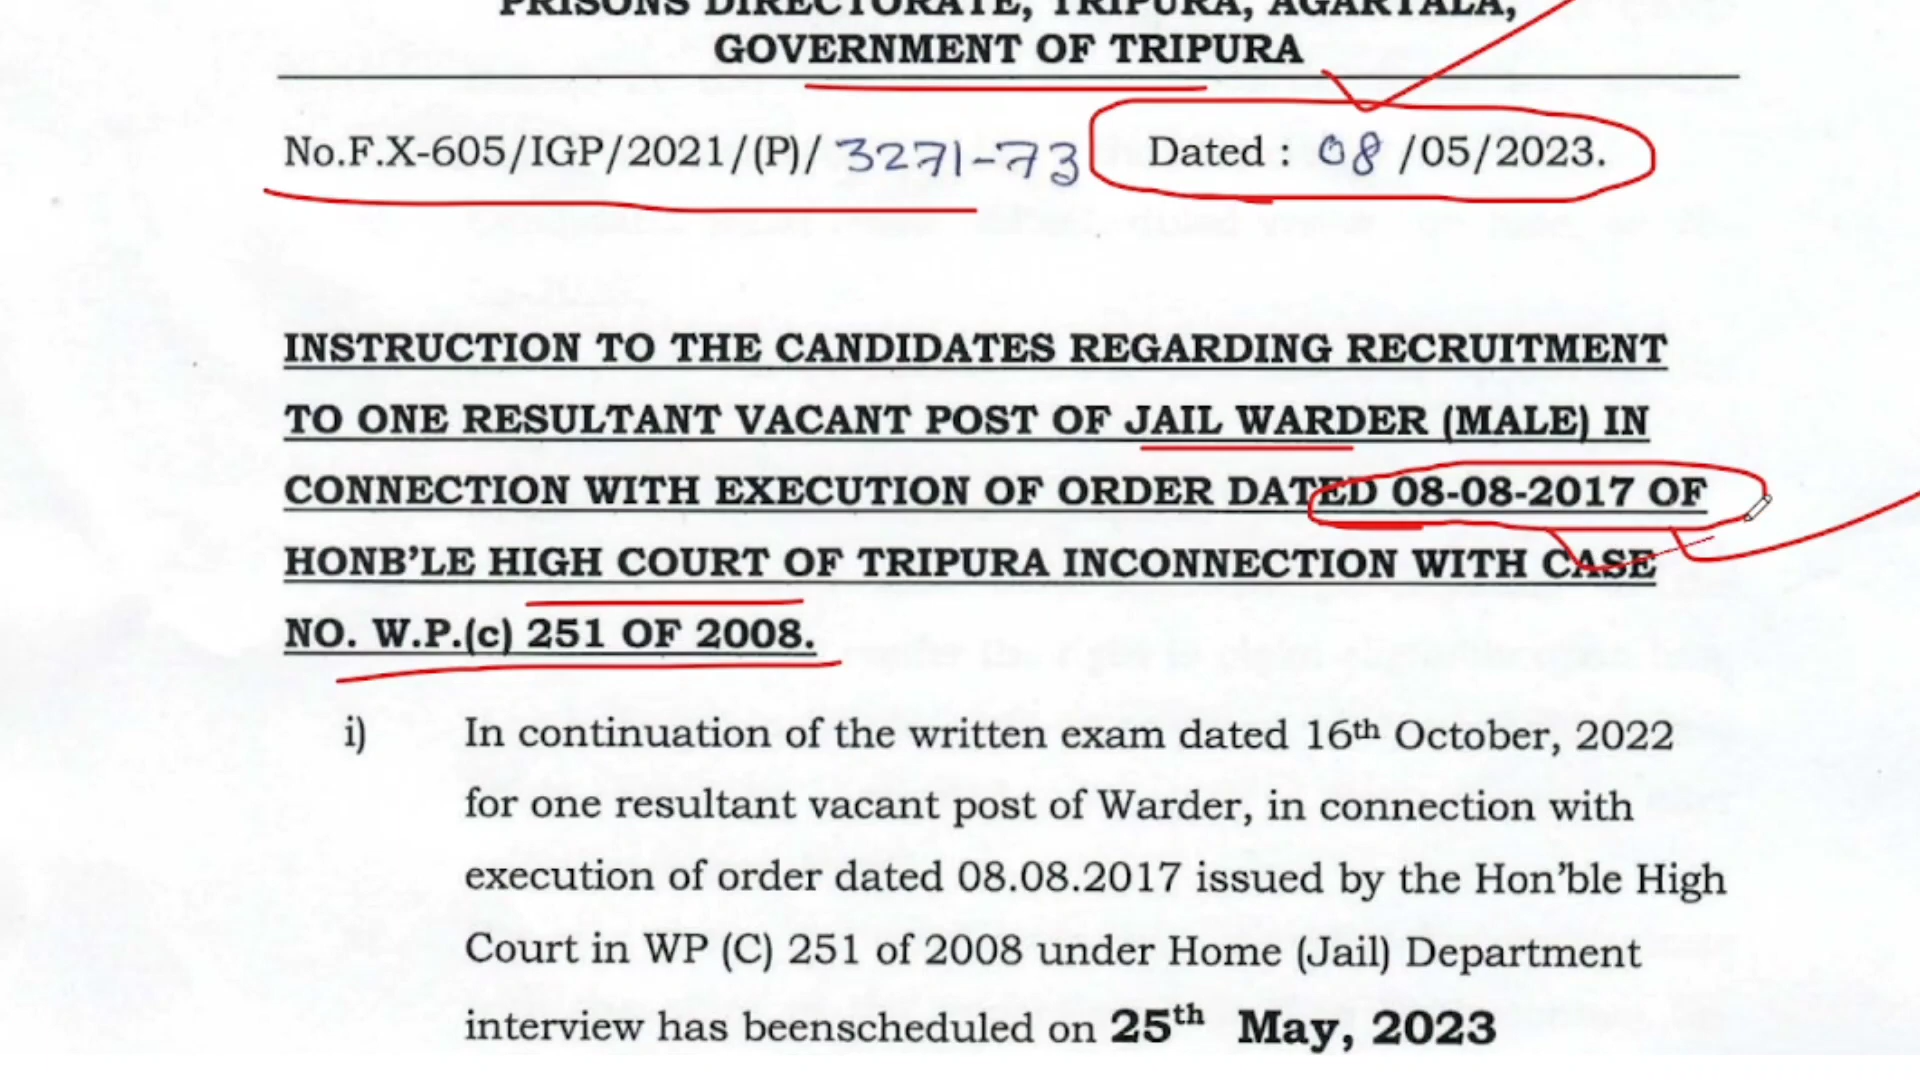 PRISONS DIRECTORATE, TRIPURA, AGARTALA,
GOVERNMENT OF TRIPURA
No.F.X-605/IGP/2021/(P)/ 3271-73 Dated : 08 /05/2023.
INSTRUCTION TO THE CANDIDATES REGARDING RECRUITMENT
TO ONE RESULTANT VACANT POST OF JAIL WARDER (MALE) IN
CONNECTION WITH EXECUTION OF ORDER DATED 08-08-2017 OF
HONB’LE HIGH COURT OF TRIPURA INCONNECTION WITH CASE
NO. W.P.(c) 251 OF 2008.
i) In continuation of the written exam dated 16th October, 2022
for one resultant vacant post of Warder, in connection with
execution of order dated 08.08.2017 issued by the Hon’ble High
Court in WP (C) 251 of 2008 under Home (Jail) Department
interview has beenscheduled on 25th May, 2023